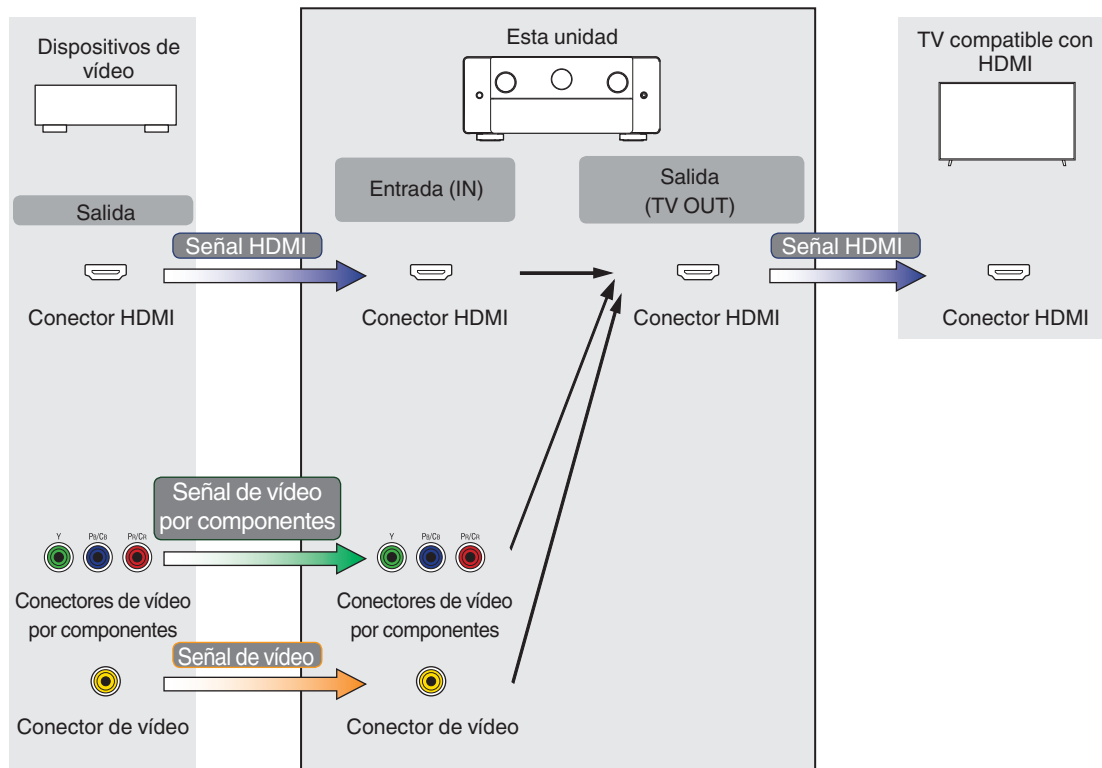 Dispositivos de
vídeo
Esta unidad
TV compatible con
HDMI
Salida
Entrada (IN)
Salida
(TV OUT)
Señal HDMI
Señal HDMI
Conector HDMI
Conector HDMI
Conector HDMI
Conector HDMI
Señal de vídeo
por componentes
Y PB/CB PR/CR
Y PB/CB PR/CR
Conectores de vídeo
por componentes
Conectores de vídeo
por componentes
Señal de vídeo
Conector de vídeo
Conector de vídeo